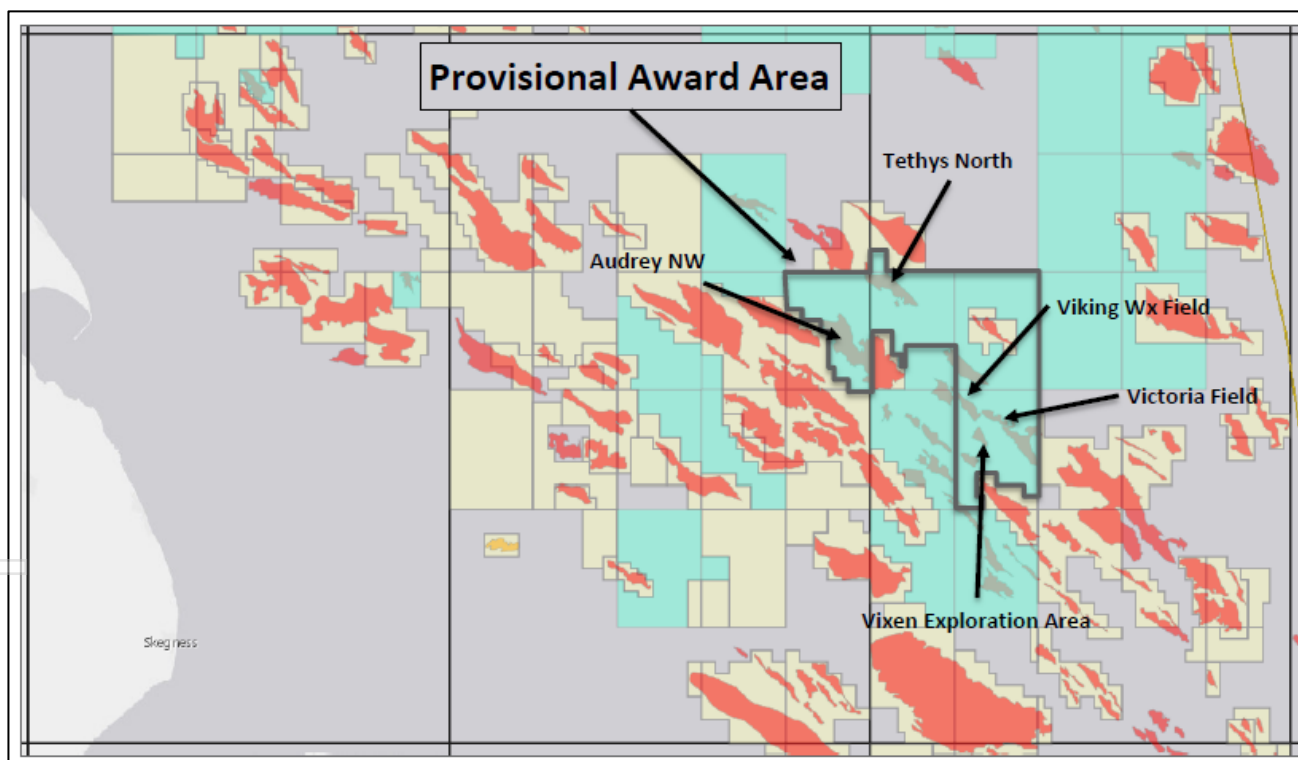 Provisional Award Area
Tethys North
Audrey NW
Viking Wx Field
Victoria Field
Vixen Exploration Area
Skegness